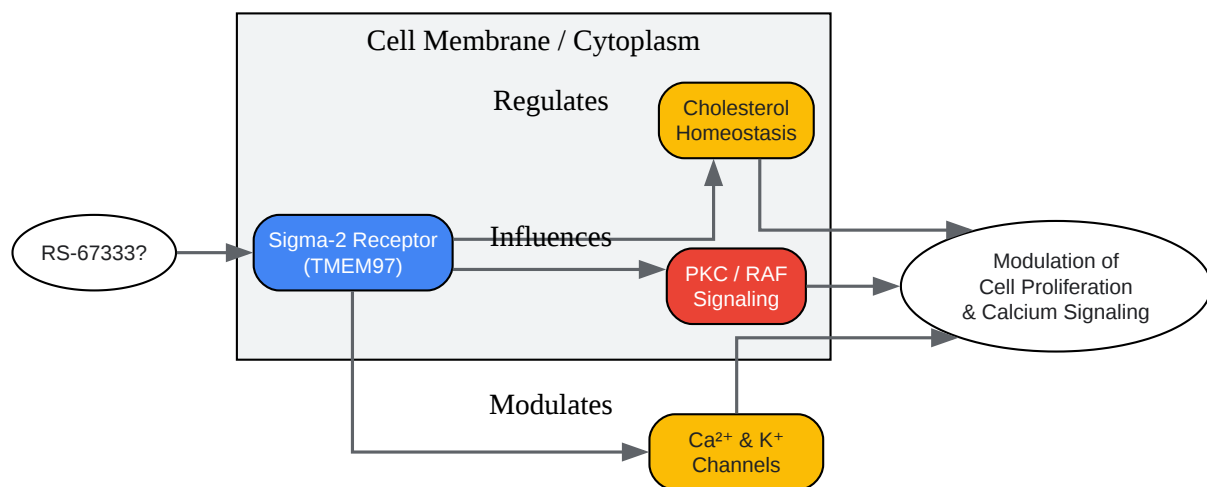 Cell Membrane / Cytoplasm
Regulates
Cholesterol
Homeostasis
RS-67333?
Sigma-2 Receptor
(TMEM97)
Influences
PKC / RAF
Signaling
Modulation of
Cell Proliferation
& Calcium Signaling
Modulates
Ca²⁺ & K⁺
Channels